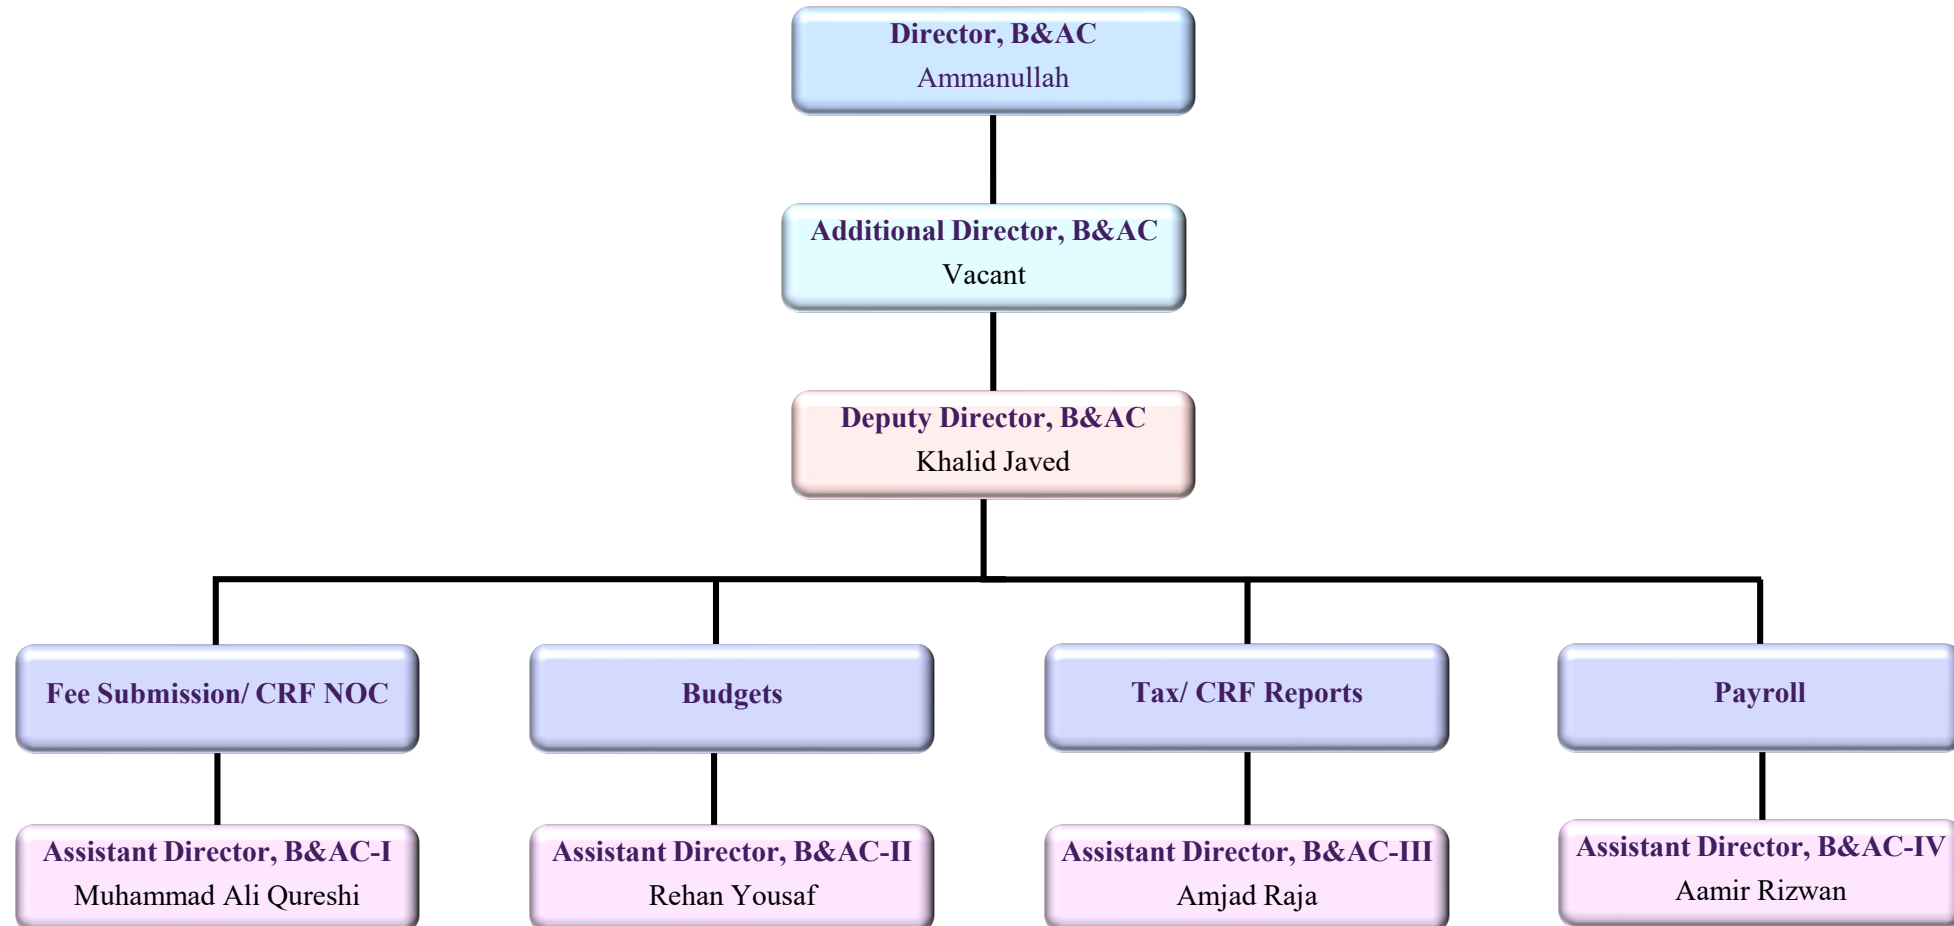 Director, B&AC
Ammanullah
Additional Director, B&AC
Vacant
Deputy Director, B&AC
Khalid Javed
Fee Submission/ CRF NOC
Budgets
Tax/ CRF Reports
Payroll
Assistant Director, B&AC-I
Muhammad Ali Qureshi
Assistant Director, B&AC-II
Rehan Yousaf
Assistant Director, B&AC-III
Amjad Raja
Assistant Director, B&AC-IV
Aamir Rizwan